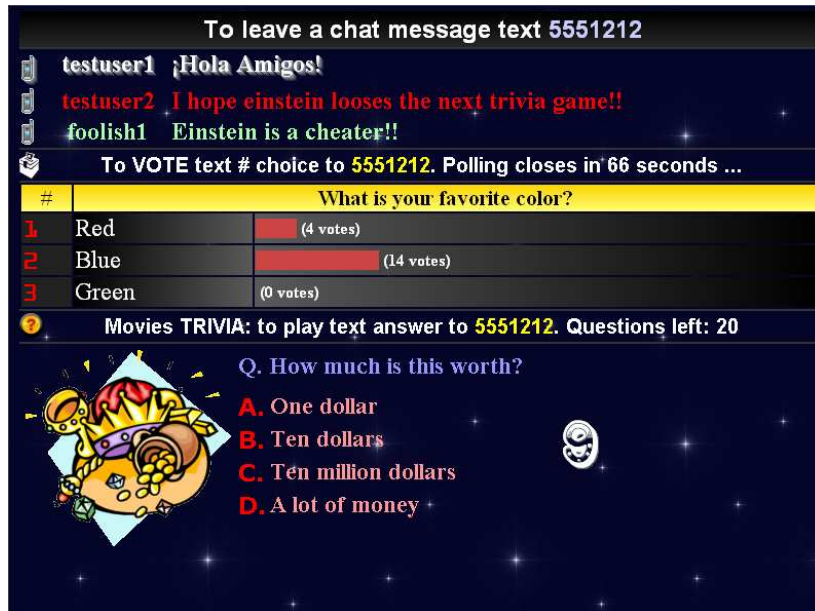 To leave a chat message text 5551212
testuser1 ¡Hola Amigos!
testuser2 I hope einstein looses the next trivia game!!
foolish1 Einstein is a cheater!!
To VOTE text # choice to 5551212. Polling closes in 66 seconds ...
# What is your favorite color?
1 Red (4 votes)
2 Blue (14 votes)
3 Green (0 votes)
? Movies TRIVIA: to play text answer to 5551212. Questions left: 20
Q. How much is this worth?
A. One dollar
B. Ten dollars
C. Ten million dollars
D. A lot of money
9